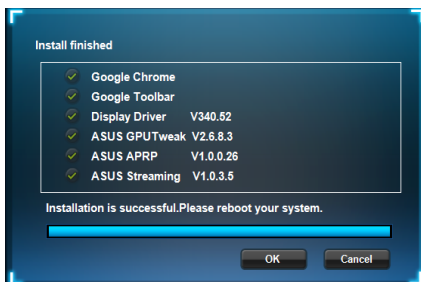 Install finished
Google Chrome
Google Toolbar
Display Driver V340.52
ASUS GPUTweak V2.6.8.3
ASUS APRP V1.0.0.26
ASUS Streaming V1.0.3.5
Installation is successful.Please reboot your system.
OK Cancel